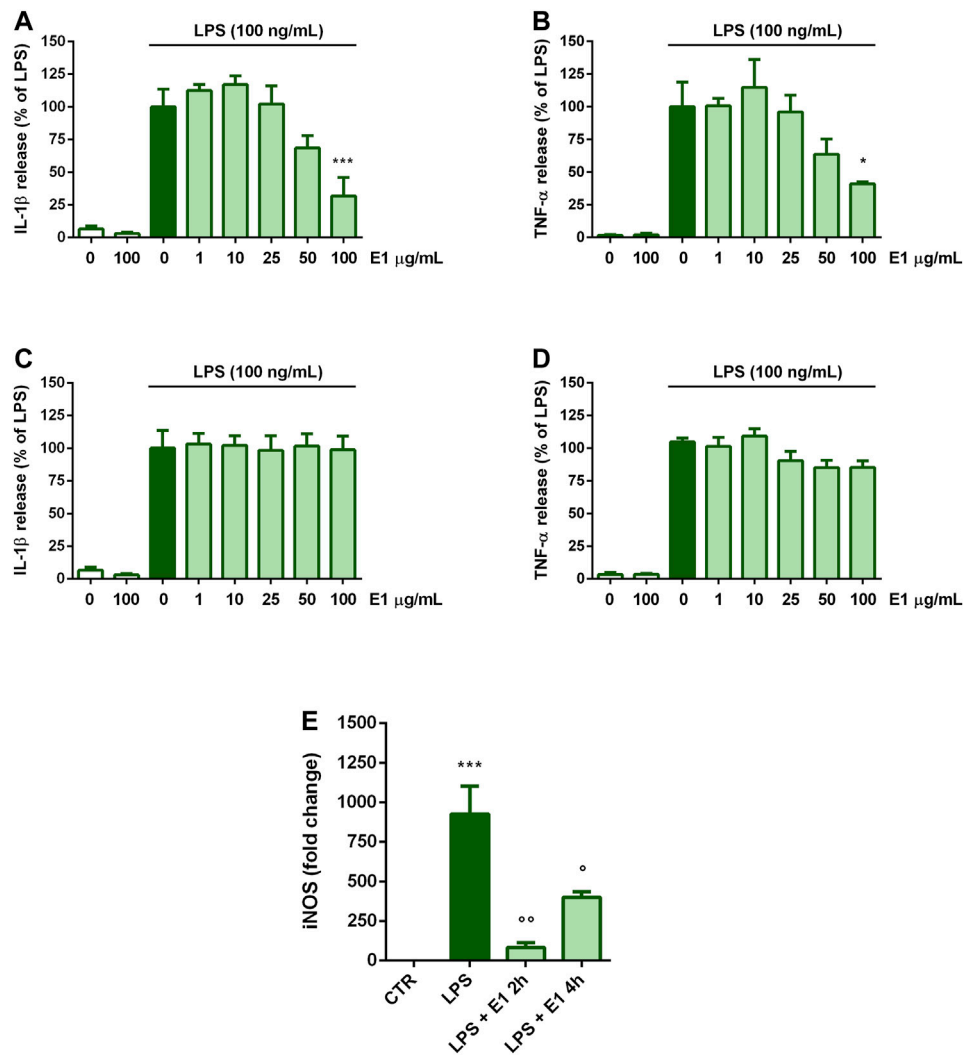 A
LPS (100 ng/mL)
IL-1β release (% of LPS)
150
125
100
75
50
25
0
***
0 100 0 1 10 25 50 100 E1 µg/mL
B
LPS (100 ng/mL)
TNF-α release (% of LPS)
150
125
100
75
50
25
0
*
0 100 0 1 10 25 50 100 E1 µg/mL
C
LPS (100 ng/mL)
IL-1β release (% of LPS)
150
125
100
75
50
25
0
0 100 0 1 10 25 50 100 E1 µg/mL
D
LPS (100 ng/mL)
TNF-α release (% of LPS)
150
125
100
75
50
25
0
0 100 0 1 10 25 50 100 E1 µg/mL
E
iNOS (fold change)
1500
1250
1000
750
500
250
0
***
°°
°
CTR
LPS
LPS + E1 2h
LPS + E1 4h